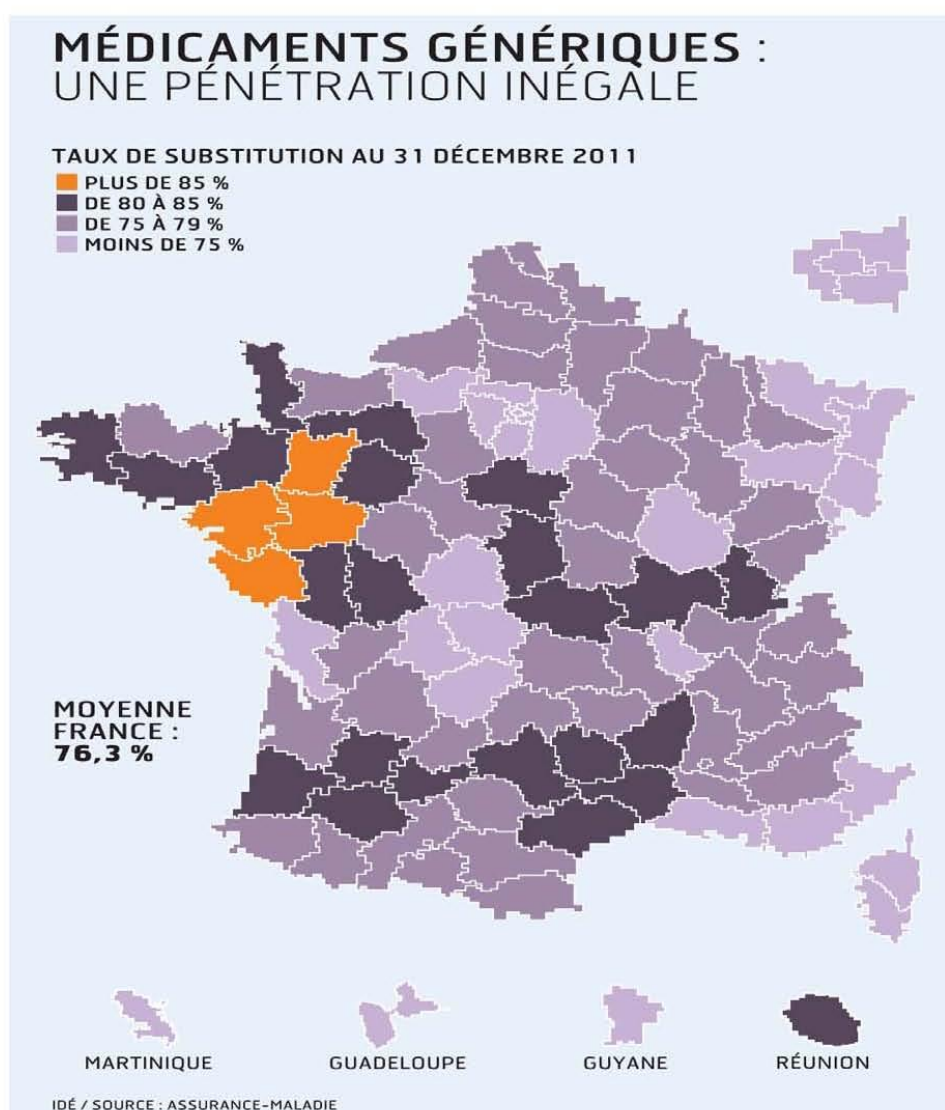 MÉDICAMENTS GÉNÉRIQUES :
UNE PÉNÉTRATION INÉGALE
TAUX DE SUBSTITUTION AU 31 DÉCEMBRE 2011
PLUS DE 85 %
DE 80 À 85 %
DE 75 À 79 %
MOINS DE 75 %
MOYENNE
FRANCE :
76,3 %
MARTINIQUE
GUADELOUPE
GUYANE
RÉUNION
IDÉ / SOURCE : ASSURANCE-MALADIE